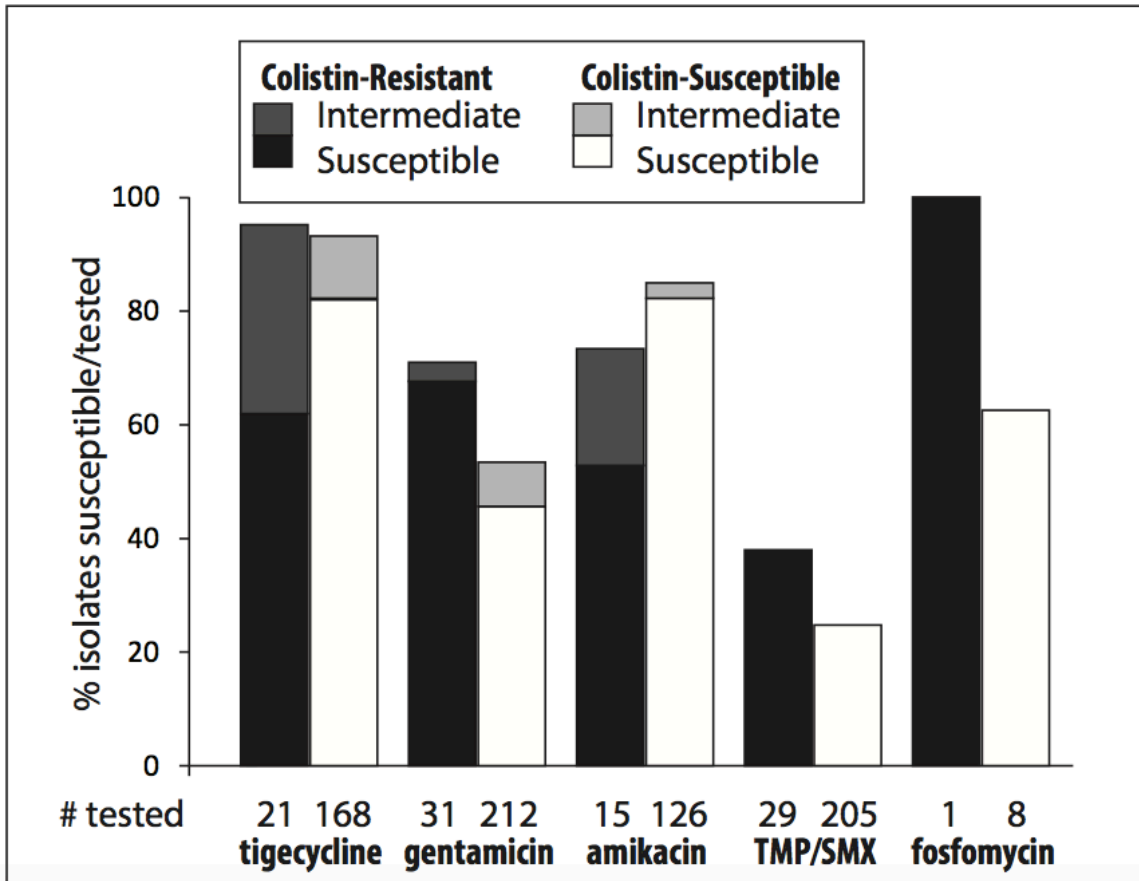 Colistin-Resistant Colistin-Susceptible
Intermediate Intermediate
Susceptible Susceptible
% isolates susceptible/tested
100
80
60
40
20
0
# tested 21 168 31 212 15 126 29 205 1 8
tigecycline gentamicin amikacin TMP/SMX fosfomycin